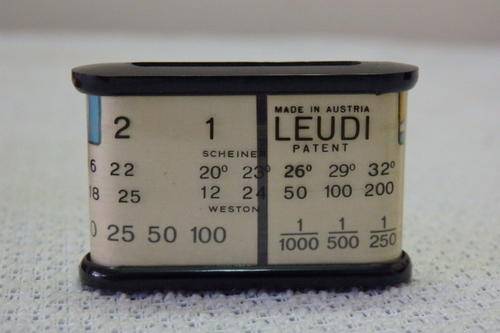 2 1 MADE IN AUSTRIA
LEUDI
PATENT
SCHEINER
6 22 20º 23º 26º 29º 32º
18 25 12 24 50 100 200
WESTON
0 25 50 100 1/1000 1/500 1/250